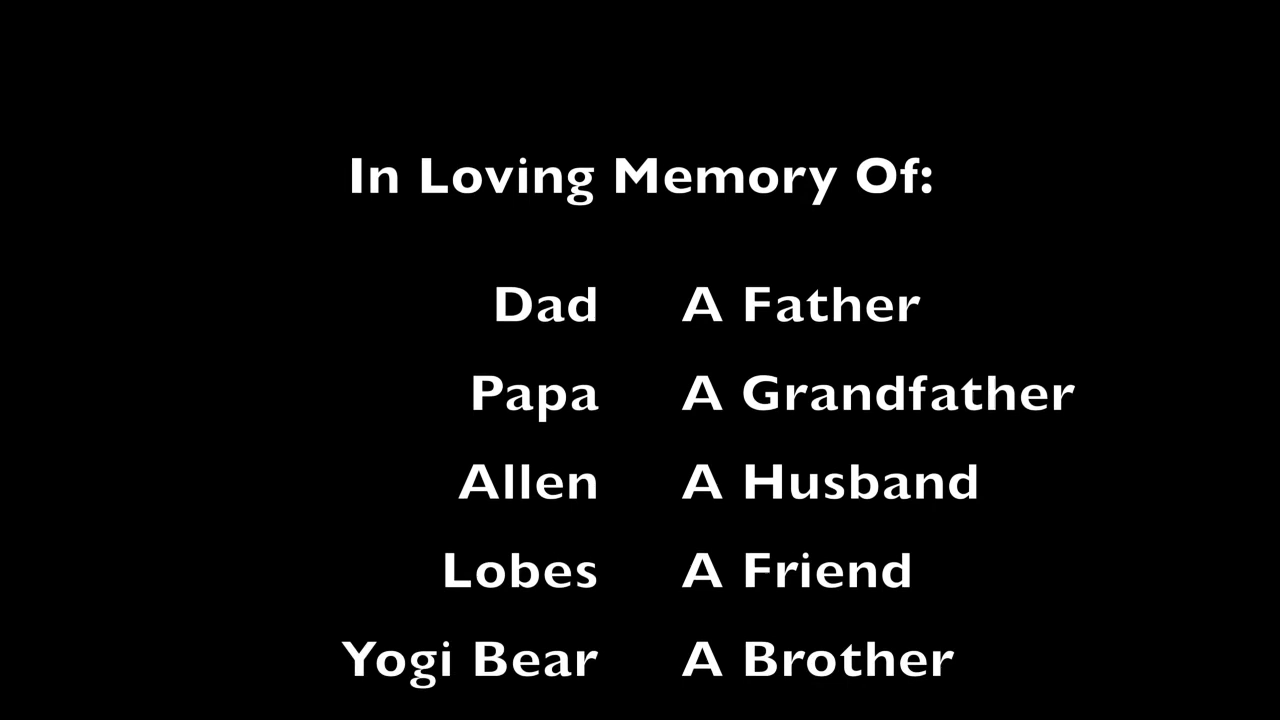 In Loving Memory Of:
Dad A Father
Papa A Grandfather
Allen A Husband
Lobes A Friend
Yogi Bear A Brother